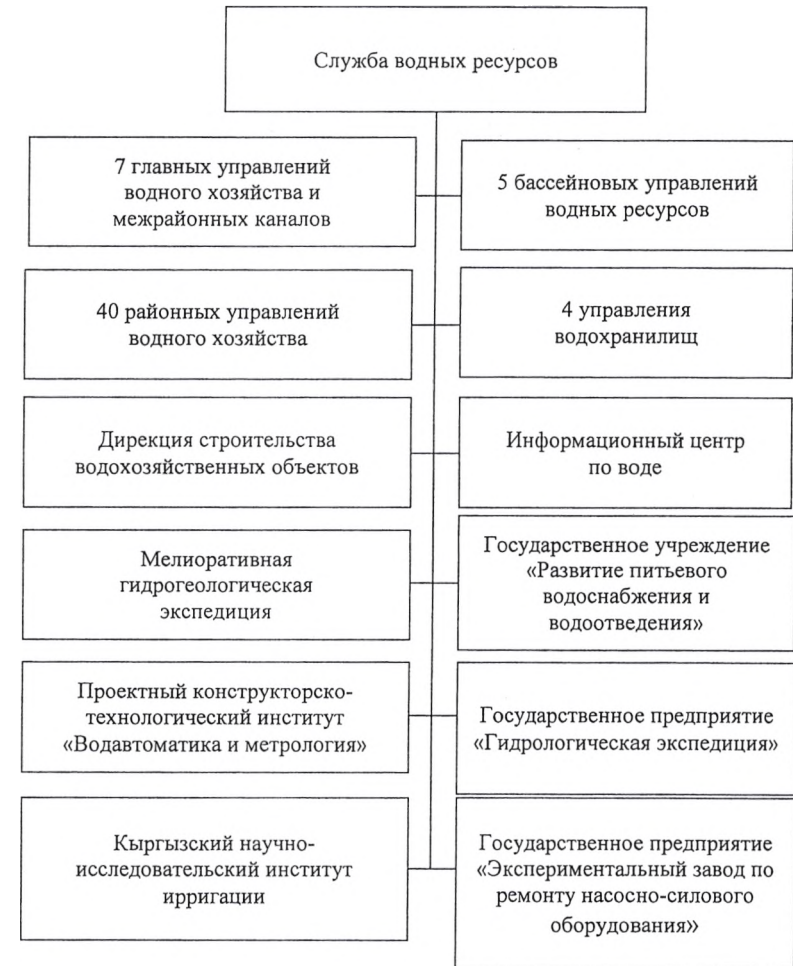 Служба водных ресурсов
7 главных управлений
водного хозяйства и
межрайонных каналов
5 бассейновых управлений
водных ресурсов
40 районных управлений
водного хозяйства
4 управления
водохранилищ
Дирекция строительства
водохозяйственных объектов
Информационный центр
по воде
Мелиоративная
гидрогеологическая
экспедиция
Государственное учреждение
«Развитие питьевого
водоснабжения и
водоотведения»
Проектный конструкторско-
технологический институт
«Водавтоматика и метрология»
Государственное предприятие
«Гидрологическая экспедиция»
Кыргызский научно-
исследовательский институт
ирригации
Государственное предприятие
«Экспериментальный завод по
ремонту насосно-силового
оборудования»